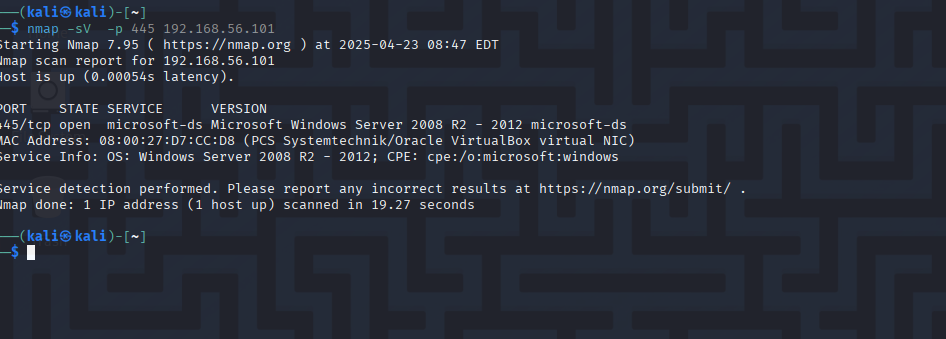 ──(kali㉿kali)-[~]
─$ nmap -sV  -p 445 192.168.56.101
Starting Nmap 7.95 ( https://nmap.org ) at 2025-04-23 08:47 EDT
Nmap scan report for 192.168.56.101
Host is up (0.00054s latency).
PORT    STATE SERVICE      VERSION
445/tcp open  microsoft-ds Microsoft Windows Server 2008 R2 - 2012 microsoft-ds
MAC Address: 08:00:27:D7:CC:D8 (PCS Systemtechnik/Oracle VirtualBox virtual NIC)
Service Info: OS: Windows Server 2008 R2 - 2012; CPE: cpe:/o:microsoft:windows
Service detection performed. Please report any incorrect results at https://nmap.org/submit/ .
Nmap done: 1 IP address (1 host up) scanned in 19.27 seconds
──(kali㉿kali)-[~]
─$